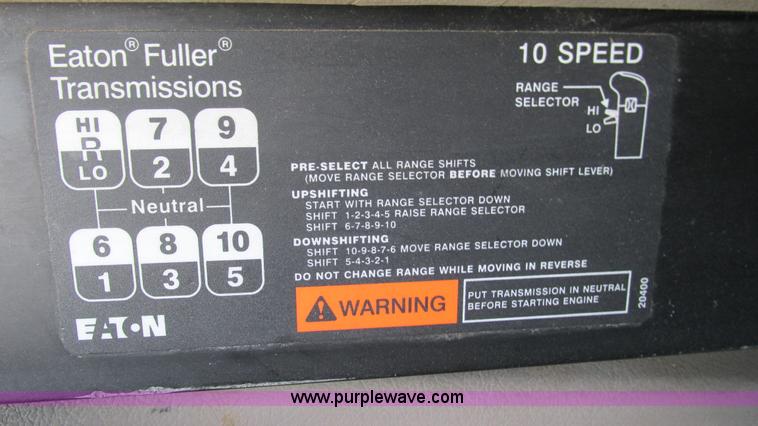 Eaton® Fuller®
Transmissions
10 SPEED
RANGE
SELECTOR
HI
LO
HI
R
LO
7
2
9
4
Neutral
6
1
8
3
10
5
PRE-SELECT ALL RANGE SHIFTS
(MOVE RANGE SELECTOR BEFORE MOVING SHIFT LEVER)
UPSHIFTING
START WITH RANGE SELECTOR DOWN
SHIFT 1-2-3-4-5 RAISE RANGE SELECTOR
SHIFT 6-7-8-9-10
DOWNSHIFTING
SHIFT 10-9-8-7-6 MOVE RANGE SELECTOR DOWN
SHIFT 5-4-3-2-1
DO NOT CHANGE RANGE WHILE MOVING IN REVERSE
WARNING
PUT TRANSMISSION IN NEUTRAL
BEFORE STARTING ENGINE
20400
EATON
www.purplewave.com